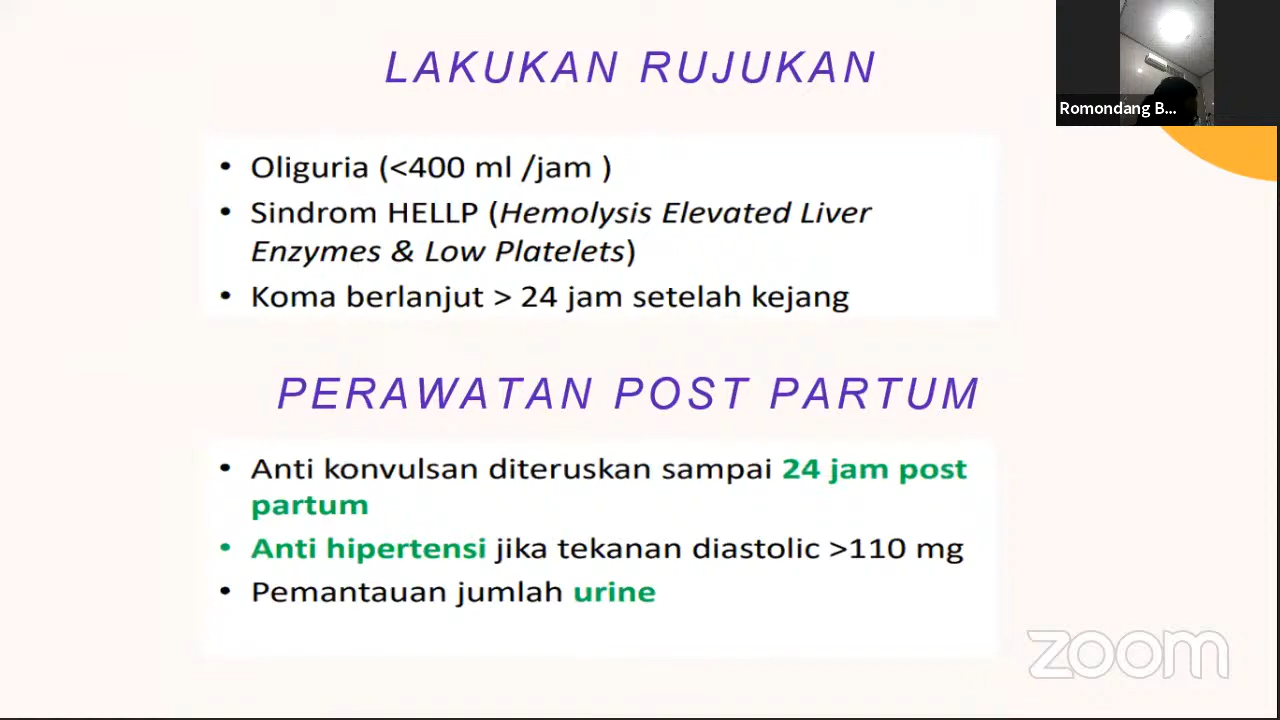 LAKUKAN RUJUKAN
Romondang B...
• Oliguria (<400 ml /jam )
• Sindrom HELLP (Hemolysis Elevated Liver
Enzymes & Low Platelets)
• Koma berlanjut > 24 jam setelah kejang
PERAWATAN POST PARTUM
• Anti konvulsan diteruskan sampai 24 jam post
partum
• Anti hipertensi jika tekanan diastolic >110 mg
• Pemantauan jumlah urine
zoom